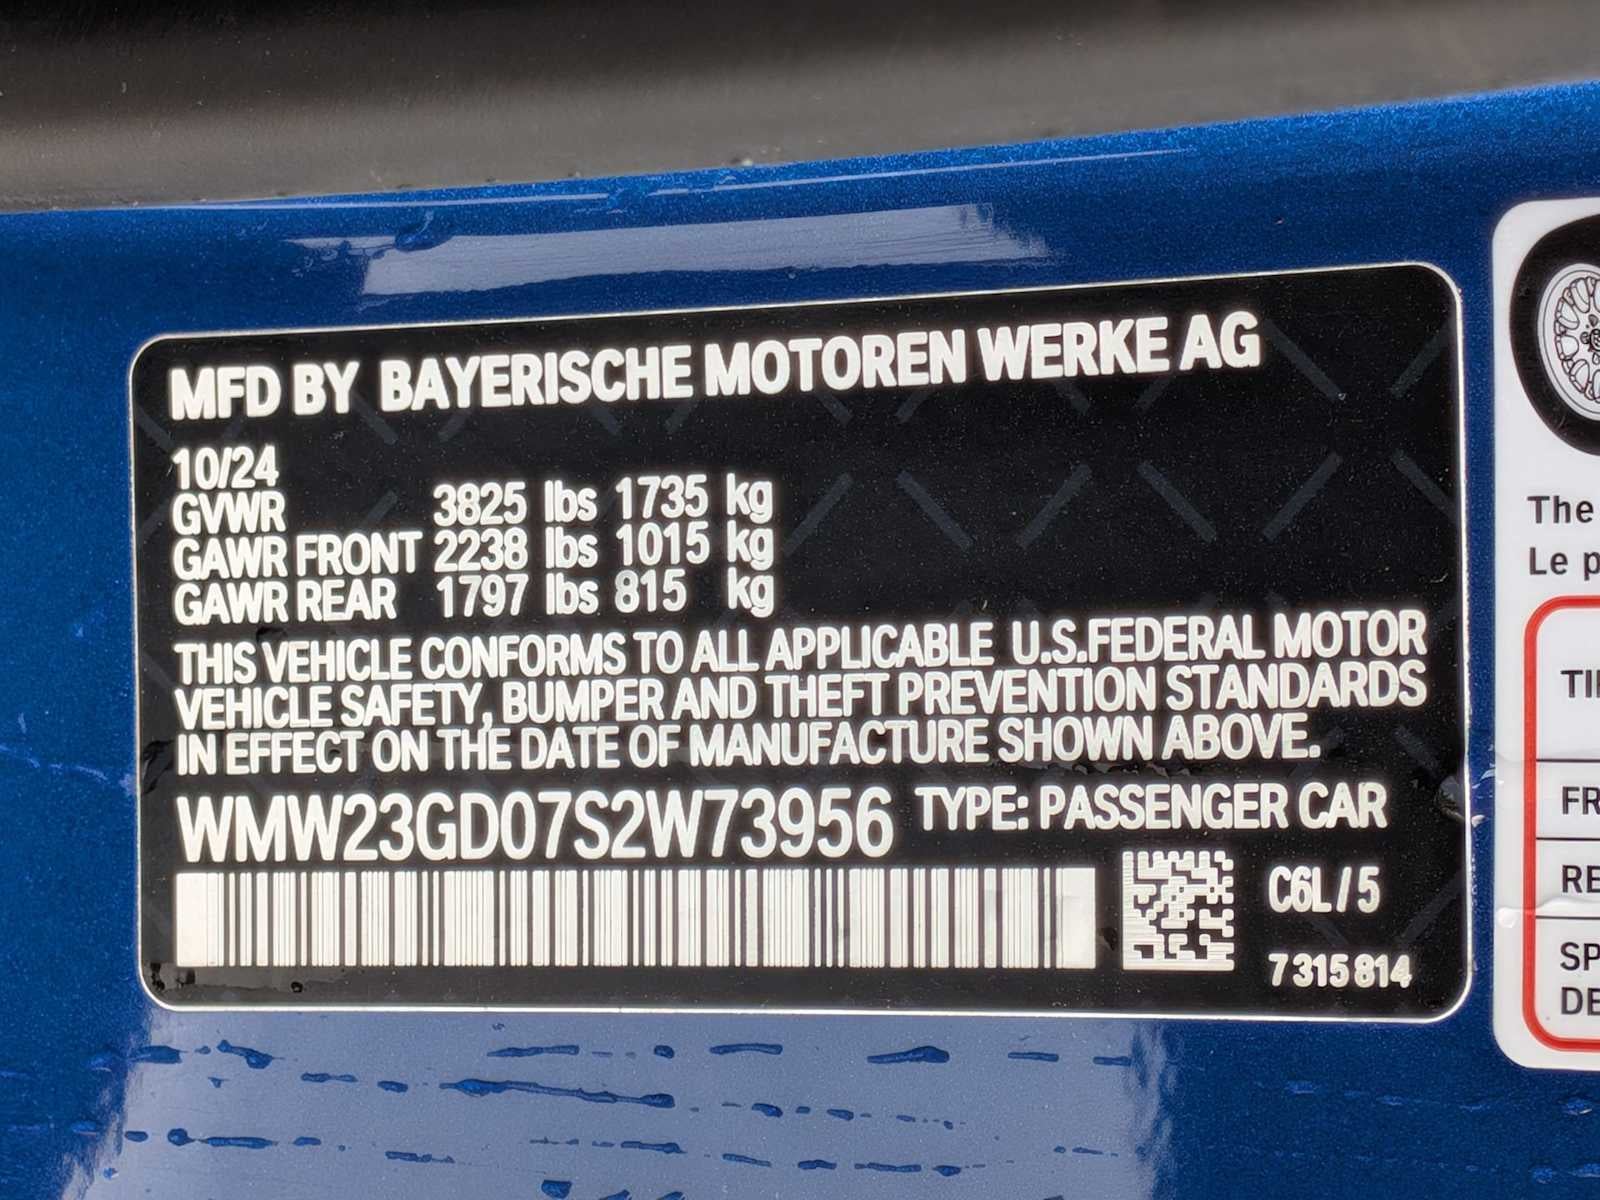 MFD BY BAYERISCHE MOTOREN WERKE AG
10/24
GVWR 3825 lbs 1735 kg
GAWR FRONT 2238 lbs 1015 kg
GAWR REAR 1797 lbs 815 kg
THIS VEHICLE CONFORMS TO ALL APPLICABLE U.S.FEDERAL MOTOR
VEHICLE SAFETY, BUMPER AND THEFT PREVENTION STANDARDS
IN EFFECT ON THE DATE OF MANUFACTURE SHOWN ABOVE.
WMW23GD07S2W73956 TYPE: PASSENGER CAR
C6L/5
7 315 814
The
Le